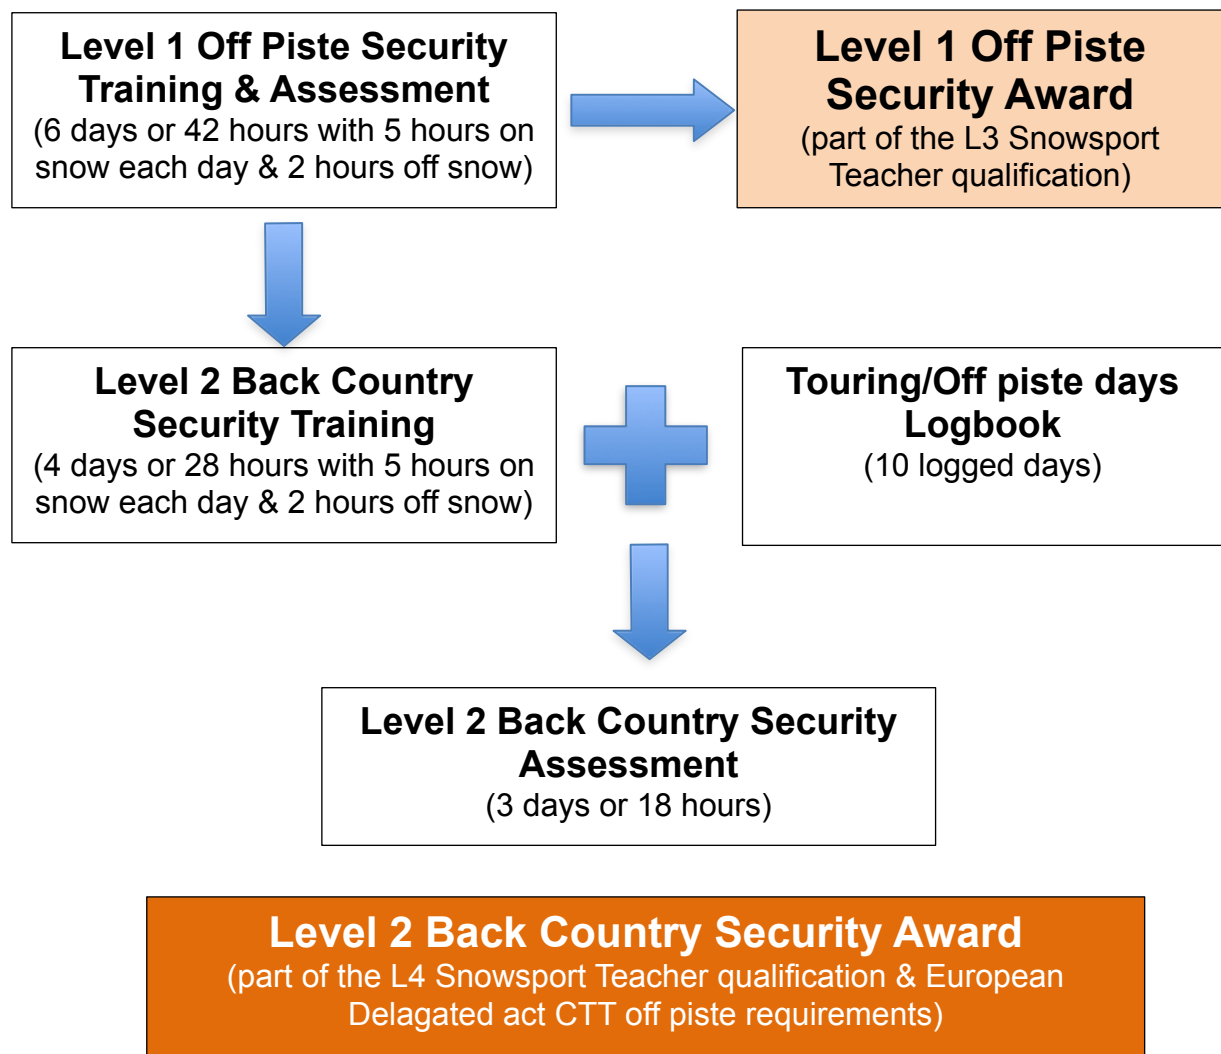 Level 1 Off Piste Security
Training & Assessment
(6 days or 42 hours with 5 hours on
snow each day & 2 hours off snow)
Level 1 Off Piste
Security Award
(part of the L3 Snowsport
Teacher qualification)
Level 2 Back Country
Security Training
(4 days or 28 hours with 5 hours on
snow each day & 2 hours off snow)
Touring/Off piste days
Logbook
(10 logged days)
Level 2 Back Country Security
Assessment
(3 days or 18 hours)
Level 2 Back Country Security Award
(part of the L4 Snowsport Teacher qualification & European
Delagated act CTT off piste requirements)